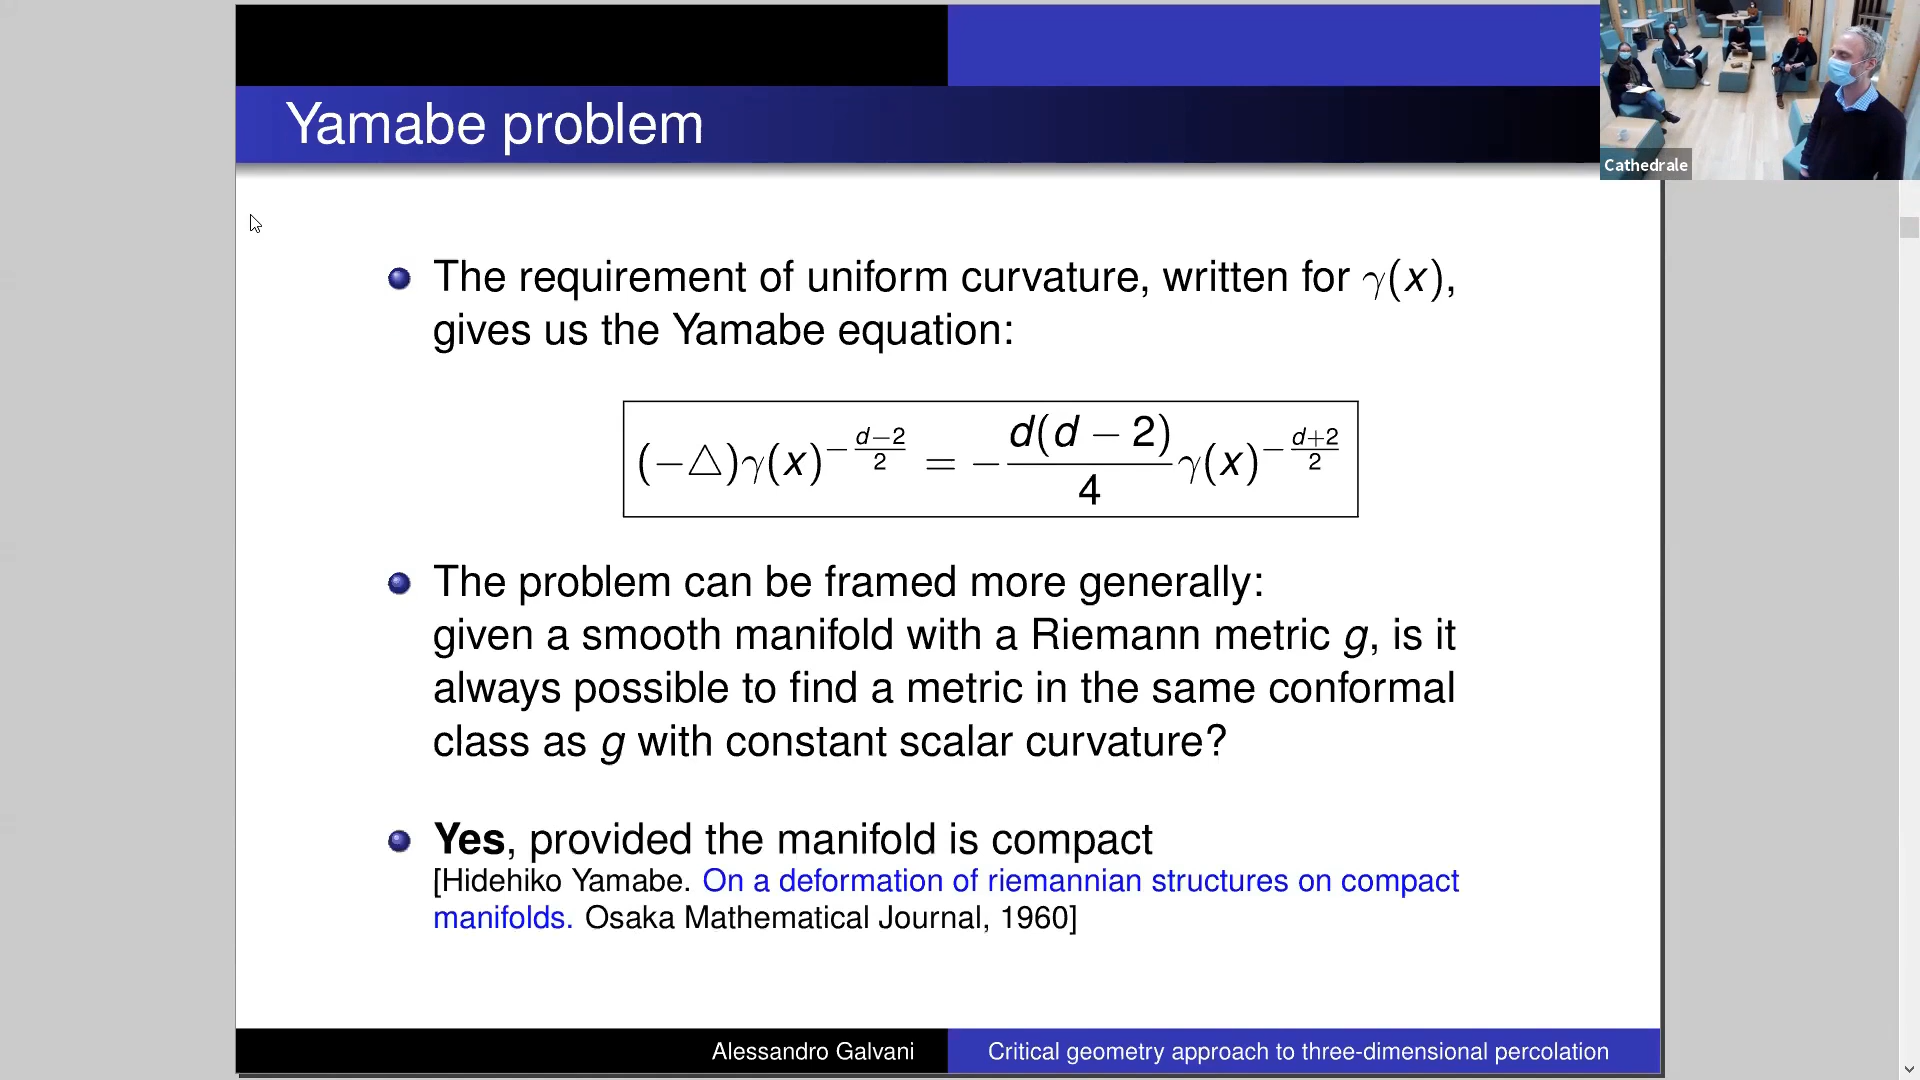 Yamabe problem
Cathedrale
The requirement of uniform curvature, written for γ(x),
gives us the Yamabe equation:
(−△)γ(x)^{−\frac{d−2}{2}} = −\frac{d(d − 2)}{4}γ(x)^{−\frac{d+2}{2}}
The problem can be framed more generally:
given a smooth manifold with a Riemann metric g, is it
always possible to find a metric in the same conformal
class as g with constant scalar curvature?
Yes, provided the manifold is compact
[Hidehiko Yamabe. On a deformation of riemannian structures on compact
manifolds. Osaka Mathematical Journal, 1960]
Alessandro Galvani
Critical geometry approach to three-dimensional percolation